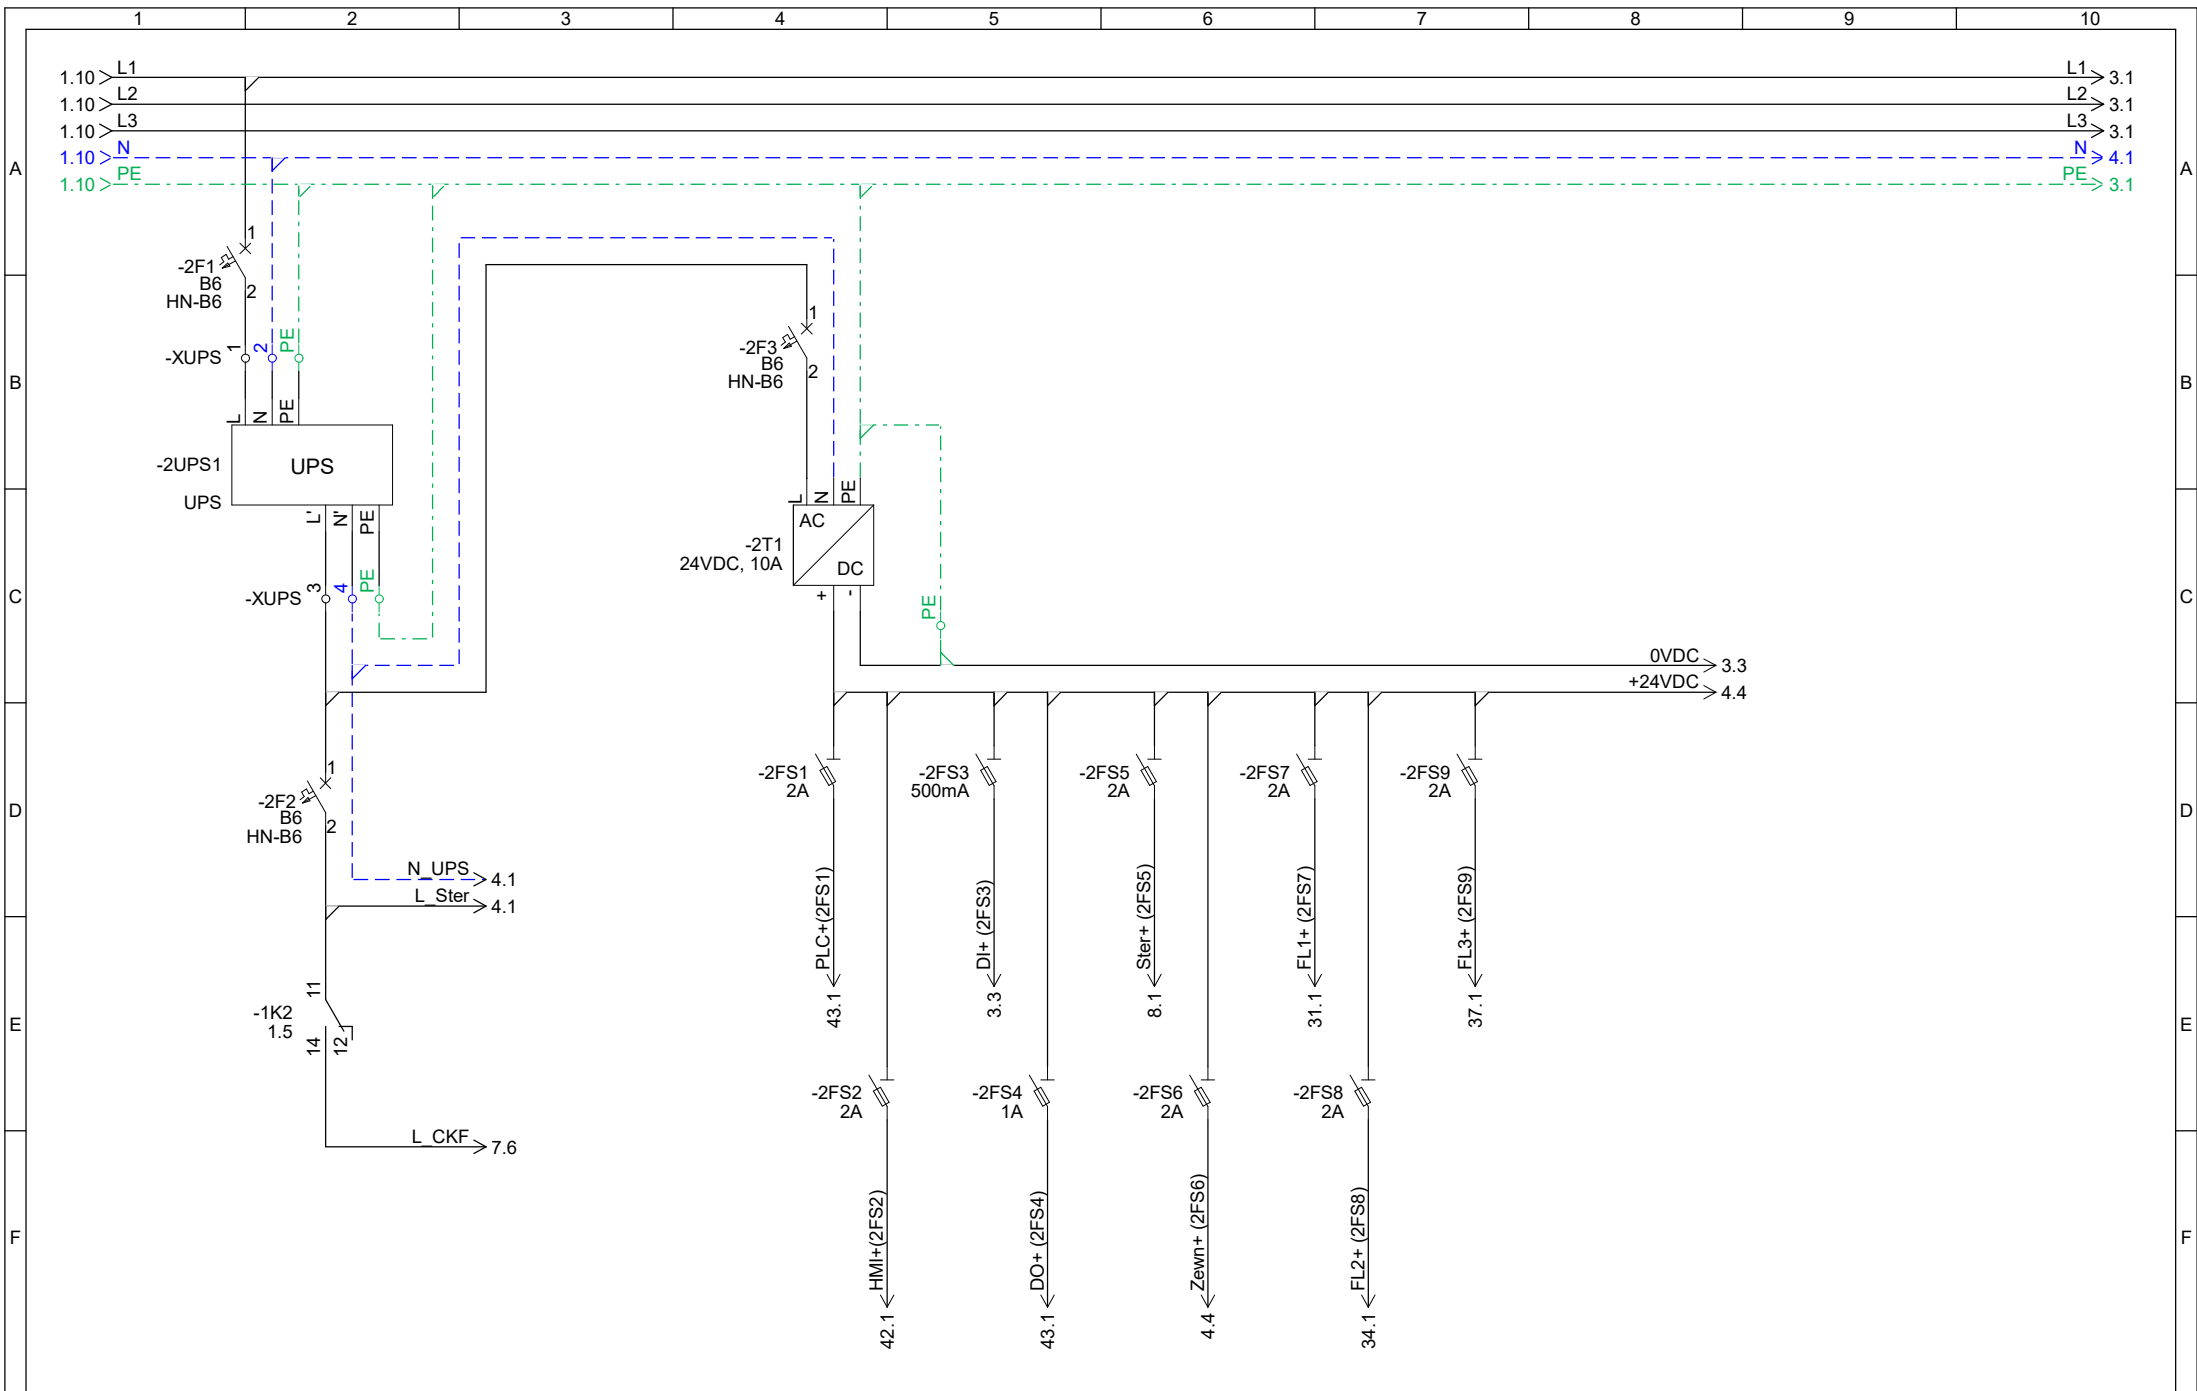 1 2 3 4 5 6 7 8 9 10
1.10 L1 L1 3.1
1.10 L2 L2 3.1
1.10 L3 L3 3.1
1.10 N N 4.1
1.10 PE PE 3.1
A A
1
-2F1
B6
HN-B6
2
1
-2F3
B6
HN-B6
2
-XUPS 1 2 PE
B B
L N PE
-2UPS1 UPS
UPS
L' N' PE
L N PE
AC
-2T1
24VDC, 10A
DC
+ -
-XUPS 3 4 PE
PE
C C
0VDC 3.3
+24VDC 4.4
1
-2F2
B6
HN-B6
2
-2FS1
2A
-2FS3
500mA
-2FS5
2A
-2FS7
2A
-2FS9
2A
D D
N_UPS 4.1
L_Ster 4.1
PLC+(2FS1)
43.1
DI+ (2FS3)
3.3
Ster+ (2FS5)
8.1
FL1+ (2FS7)
31.1
FL3+ (2FS9)
37.1
11
-1K2
1.5
14 12
E E
-2FS2
2A
-2FS4
1A
-2FS6
2A
-2FS8
2A
L_CKF 7.6
HMI+(2FS2)
42.1
DO+ (2FS4)
43.1
Zewn+ (2FS6)
4.4
FL2+ (2FS8)
34.1
F F